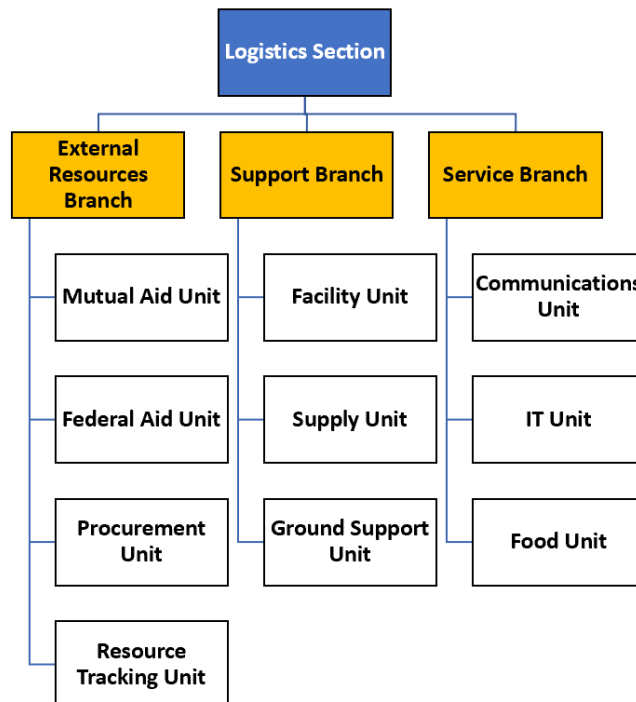 Logistics Section
External
Resources
Branch
Support Branch
Service Branch
Mutual Aid Unit
Facility Unit
Communications
Unit
Federal Aid Unit
Supply Unit
IT Unit
Procurement
Unit
Ground Support
Unit
Food Unit
Resource
Tracking Unit